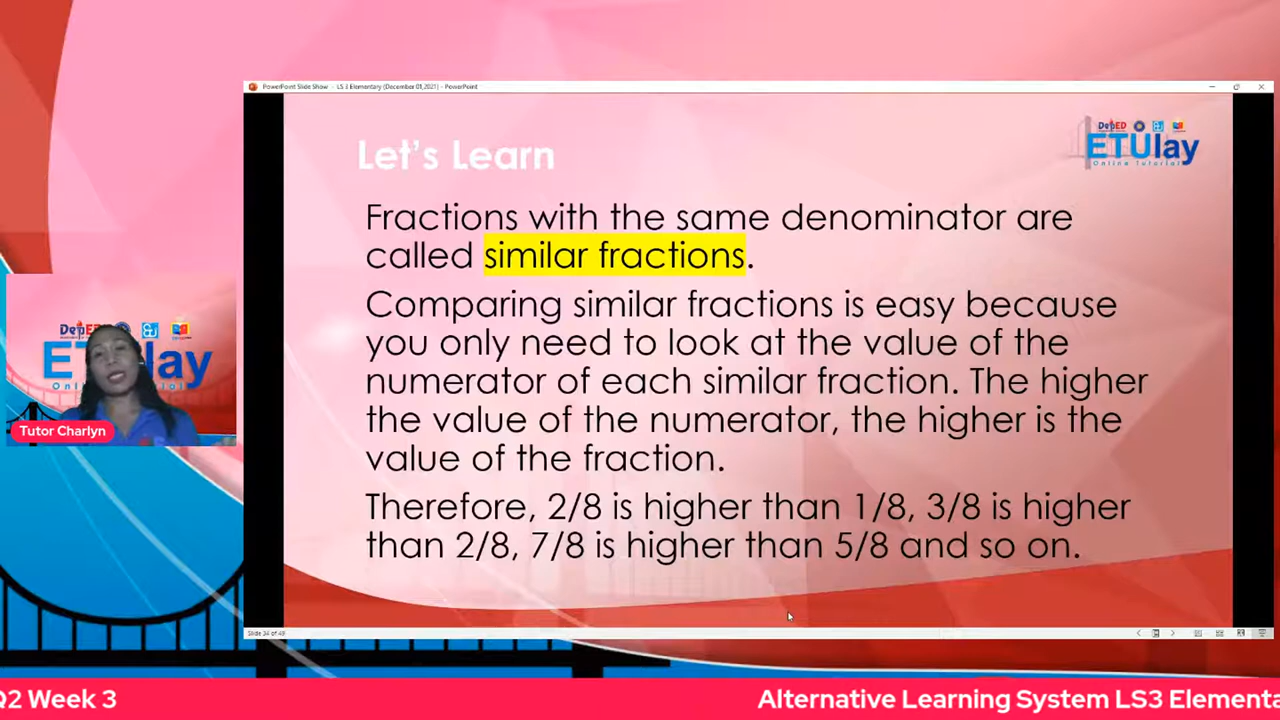 PowerPoint Slide Show - LS 3 Elementary (December 01,2021) - PowerPoint
Let's Learn
DepED
ETUlay
Online Tutorial
Fractions with the same denominator are
called similar fractions.
Comparing similar fractions is easy because
you only need to look at the value of the
numerator of each similar fraction. The higher
the value of the numerator, the higher is the
value of the fraction.
Therefore, 2/8 is higher than 1/8, 3/8 is higher
than 2/8, 7/8 is higher than 5/8 and so on.
DepED
ETUlay
Tutor Charlyn
Slide 34 of 49
Q2 Week 3
Alternative Learning System LS3 Elementa